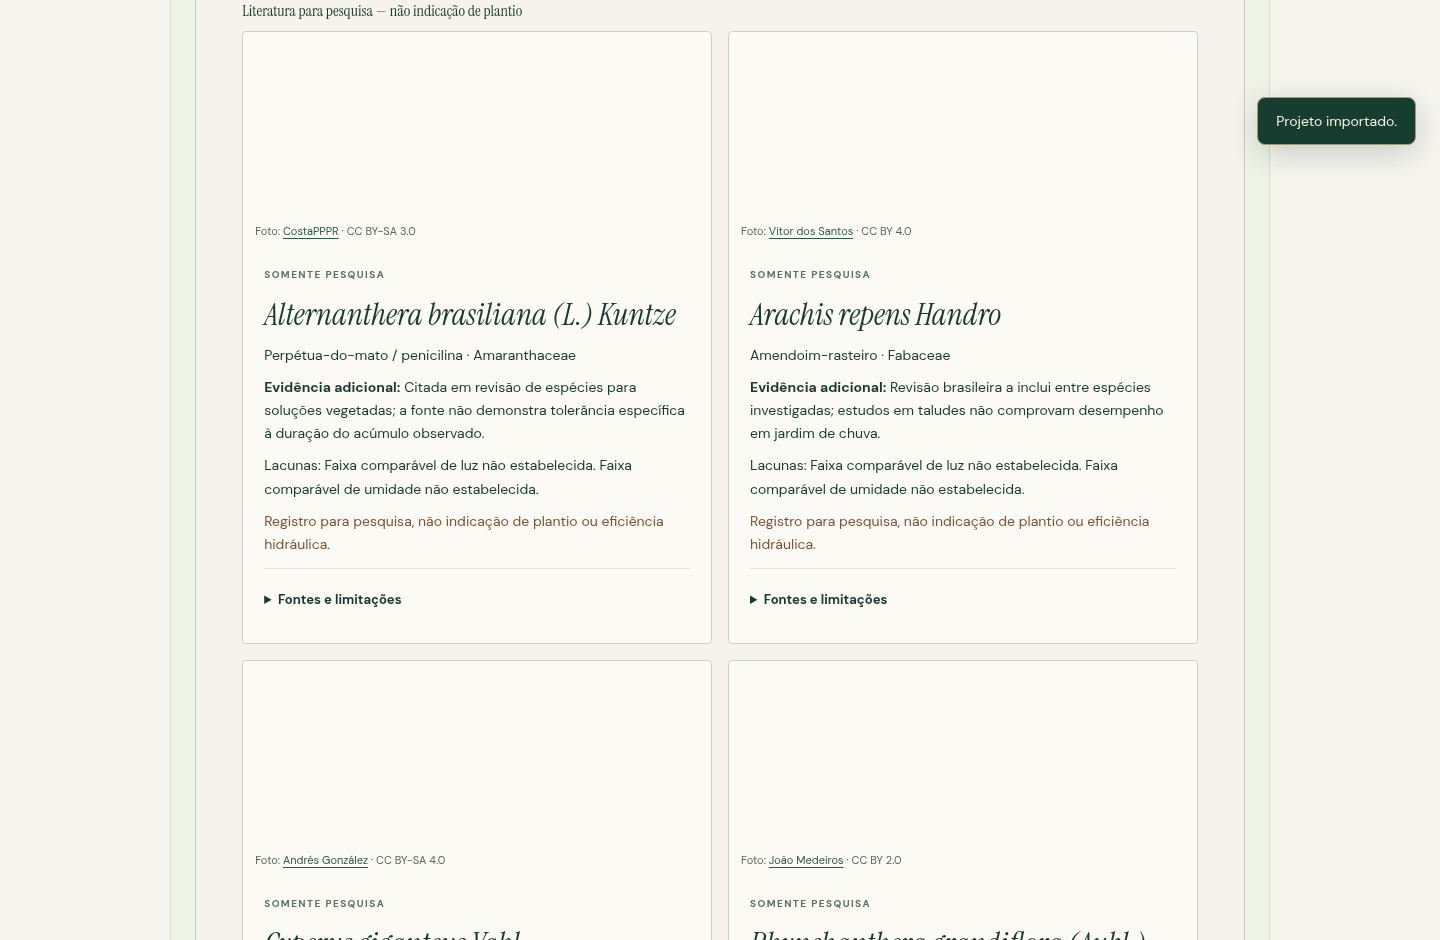 Literatura para pesquisa — não indicação de plantio
Projeto importado.
Foto: CostaPPPR · CC BY-SA 3.0
SOMENTE PESQUISA
Alternanthera brasiliana (L.) Kuntze
Perpétua-do-mato / penicilina · Amaranthaceae
Evidência adicional: Citada em revisão de espécies para
soluções vegetadas; a fonte não demonstra tolerância específica
à duração do acúmulo observado.
Lacunas: Faixa comparável de luz não estabelecida. Faixa
comparável de umidade não estabelecida.
Registro para pesquisa, não indicação de plantio ou eficiência
hidráulica.
▶ Fontes e limitações
Foto: Vitor dos Santos · CC BY 4.0
SOMENTE PESQUISA
Arachis repens Handro
Amendoim-rasteiro · Fabaceae
Evidência adicional: Revisão brasileira a inclui entre espécies
investigadas; estudos em taludes não comprovam desempenho
em jardim de chuva.
Lacunas: Faixa comparável de luz não estabelecida. Faixa
comparável de umidade não estabelecida.
Registro para pesquisa, não indicação de plantio ou eficiência
hidráulica.
▶ Fontes e limitações
Foto: Andrés González · CC BY-SA 4.0
SOMENTE PESQUISA
Cyperus giganteus Vahl
Foto: João Medeiros · CC BY 2.0
SOMENTE PESQUISA
Rhynchanthera grandiflora (Aubl.)